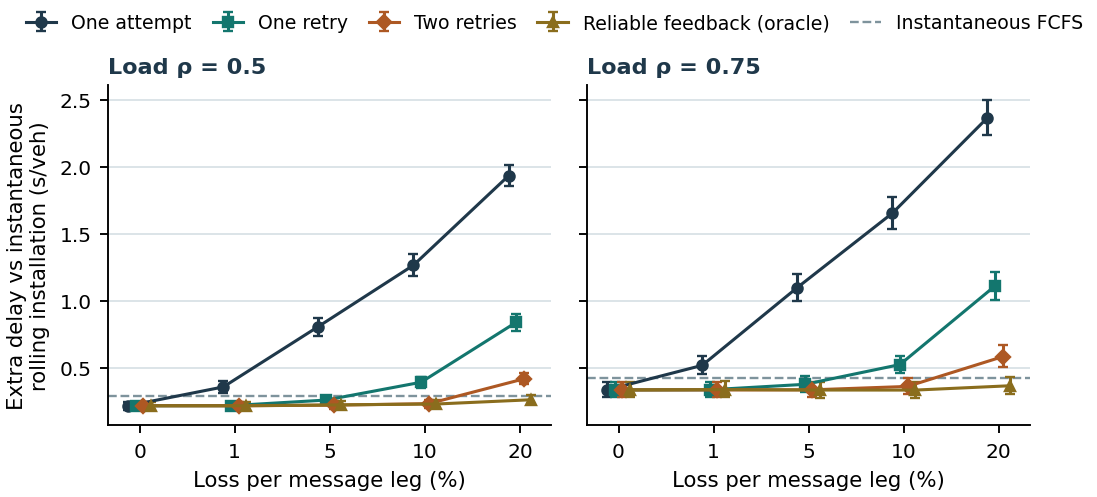 One attempt One retry Two retries Reliable feedback (oracle) Instantaneous FCFS
Load ρ = 0.5
Load ρ = 0.75
Extra delay vs instantaneous
rolling installation (s/veh)
2.5
2.0
1.5
1.0
0.5
0 1 5 10 20
0 1 5 10 20
Loss per message leg (%)
Loss per message leg (%)